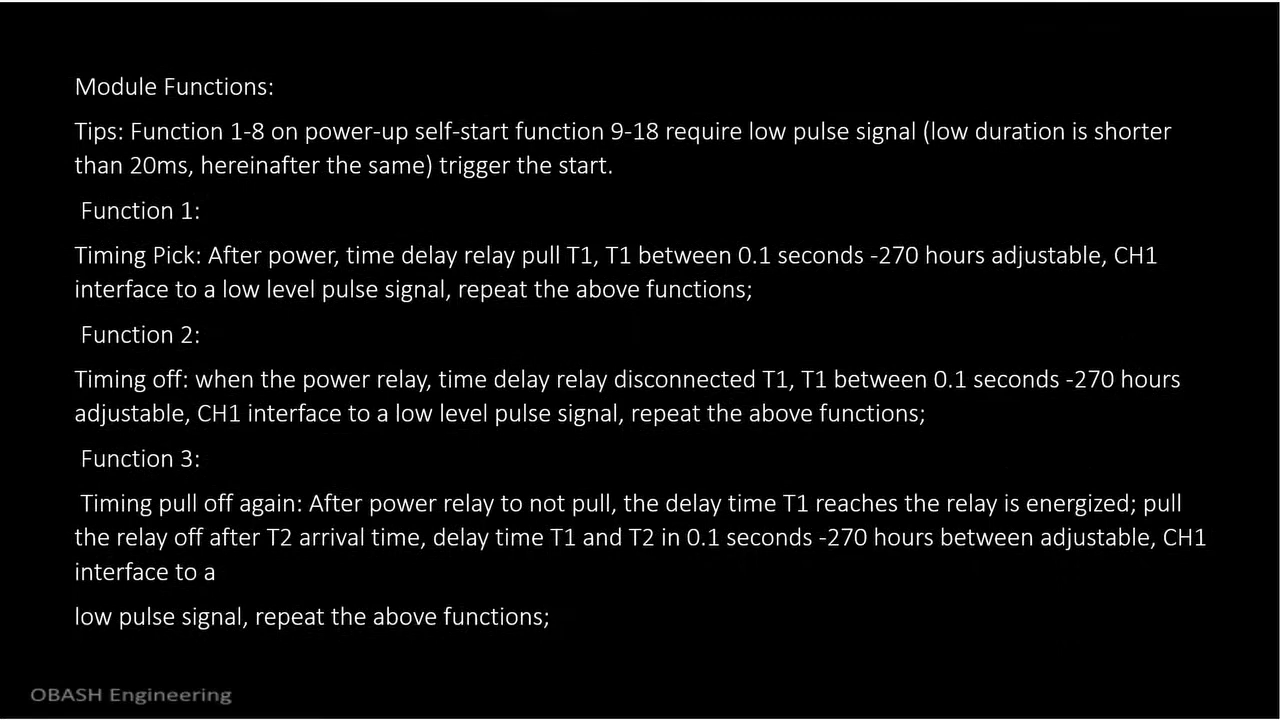 Module Functions:
Tips: Function 1-8 on power-up self-start function 9-18 require low pulse signal (low duration is shorter
than 20ms, hereinafter the same) trigger the start.
Function 1:
Timing Pick: After power, time delay relay pull T1, T1 between 0.1 seconds -270 hours adjustable, CH1
interface to a low level pulse signal, repeat the above functions;
Function 2:
Timing off: when the power relay, time delay relay disconnected T1, T1 between 0.1 seconds -270 hours
adjustable, CH1 interface to a low level pulse signal, repeat the above functions;
Function 3:
Timing pull off again: After power relay to not pull, the delay time T1 reaches the relay is energized; pull
the relay off after T2 arrival time, delay time T1 and T2 in 0.1 seconds -270 hours between adjustable, CH1
interface to a
low pulse signal, repeat the above functions;
OBASH Engineering